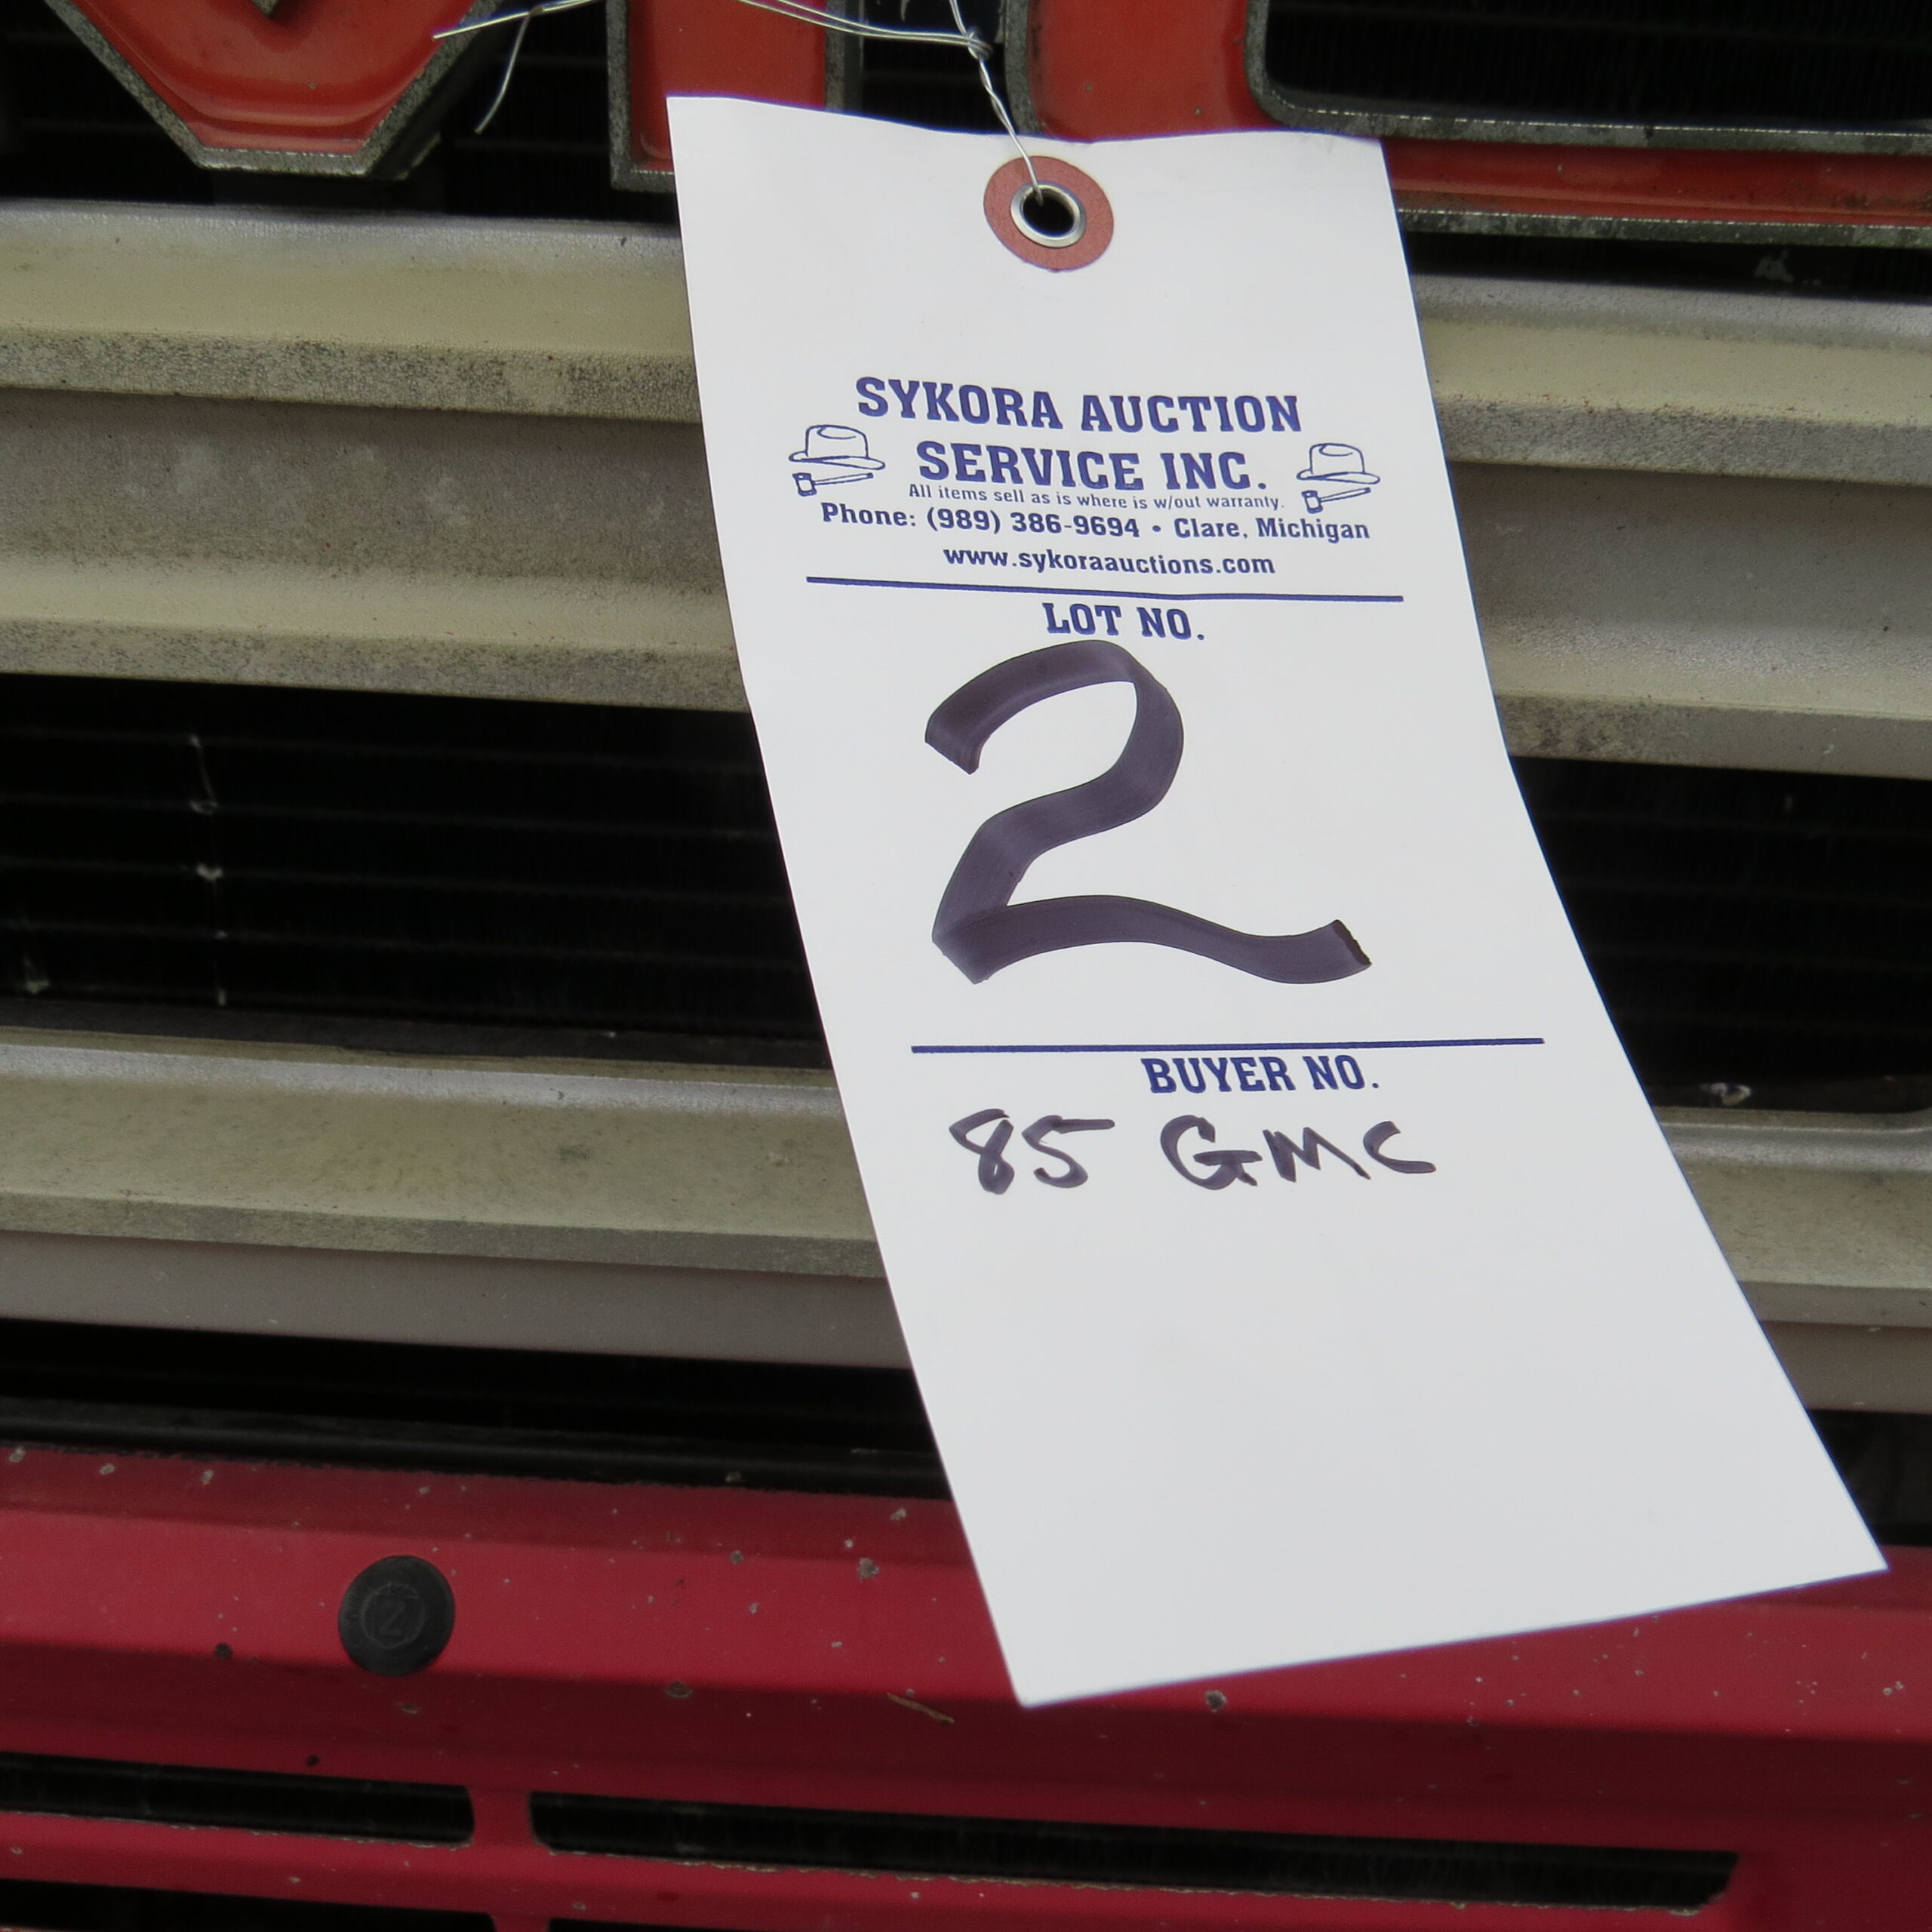 SYKORA AUCTION
SERVICE INC.
All items sell as is where is w/out warranty.
Phone: (989) 386-9694 • Clare, Michigan
www.sykoraauctions.com
LOT NO.
2
BUYER NO.
85 GMC
Z